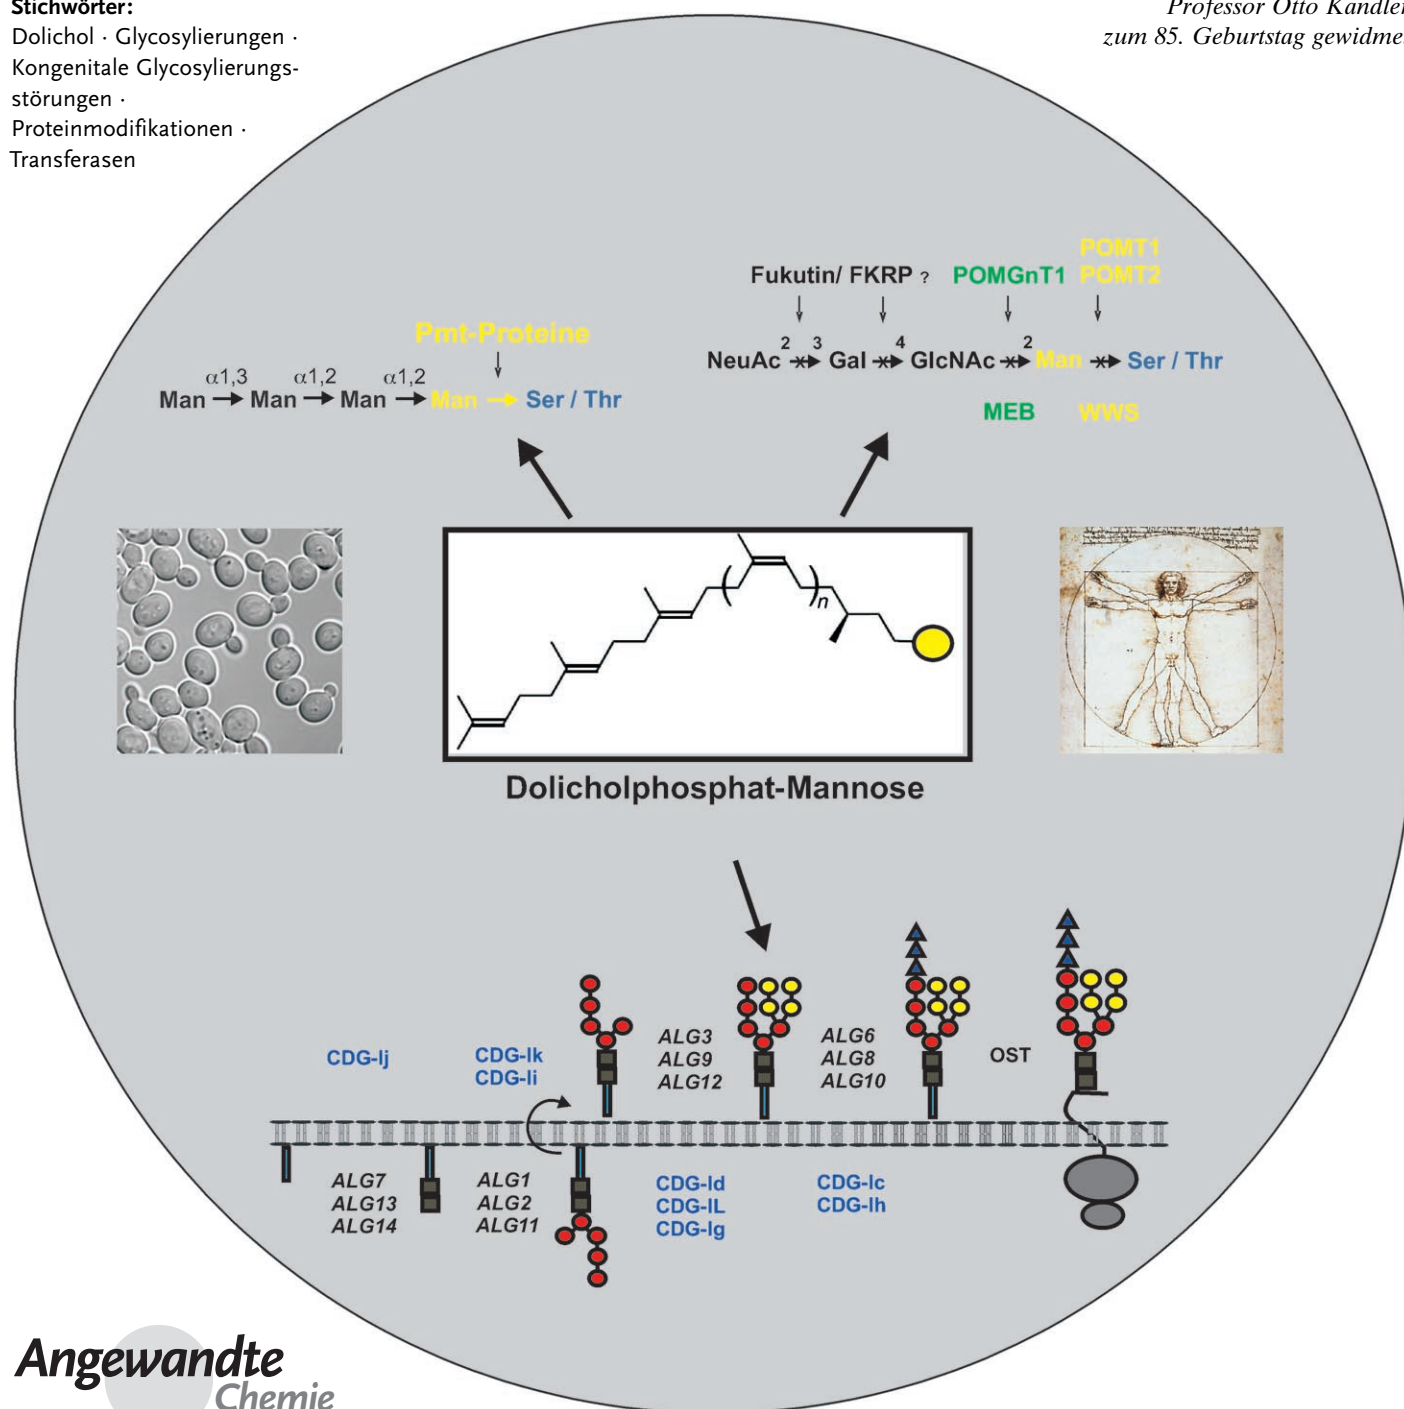 Stichwörter:
Dolichol · Glycosylierungen ·
Kongenitale Glycosylierungs-
störungen ·
Proteinmodifikationen ·
Transferasen
Professor Otto Kandler
zum 85. Geburtstag gewidme
Pmt-Proteine
α1,3 α1,2 α1,2
Man Man Man Man Ser / Thr
POMT1
Fukutin/ FKRP ? POMGnT1 POMT2
2 3 4 2
NeuAc Gal GlcNAc Man Ser / Thr
MEB WWS
n
Dolicholphosphat-Mannose
CDG-Ij
CDG-Ik
CDG-Ii
ALG3
ALG9
ALG12
ALG6
ALG8
ALG10
OST
ALG7
ALG13
ALG14
ALG1
ALG2
ALG11
CDG-Id
CDG-IL
CDG-Ig
CDG-Ic
CDG-Ih
Angewandte
Chemie